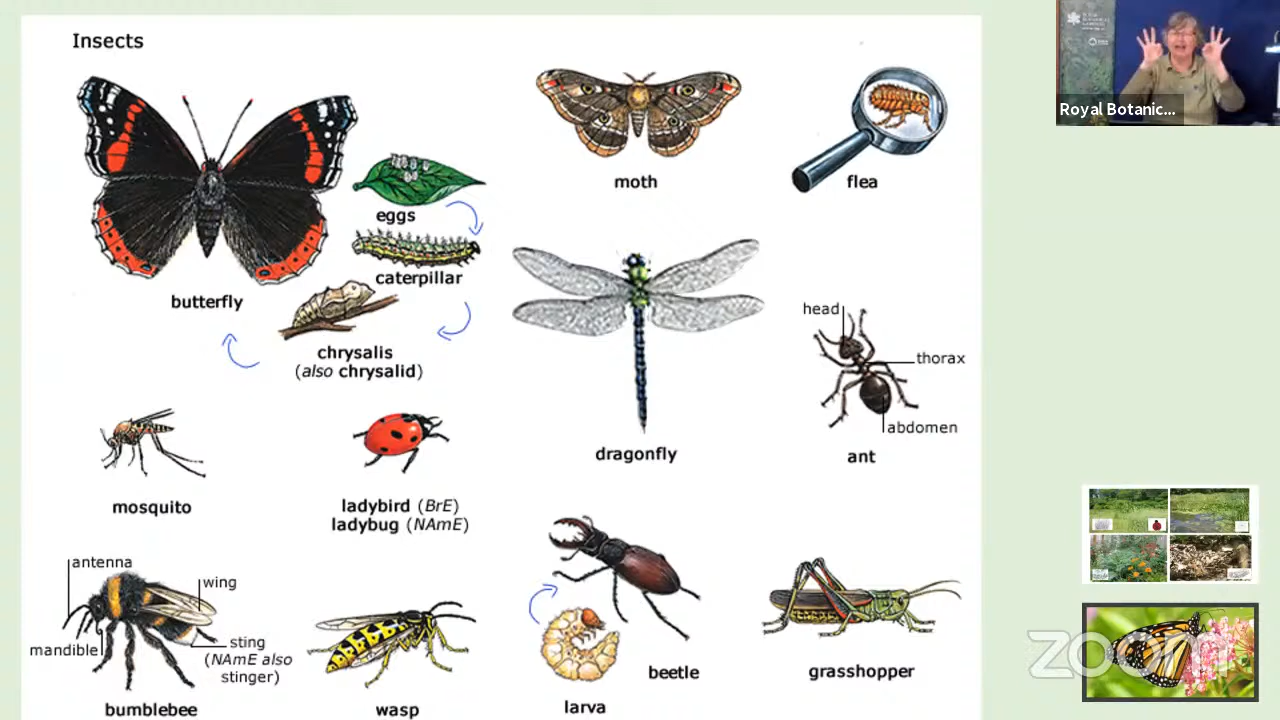 Insects
Royal Botanic...
moth
flea
eggs
caterpillar
butterfly
chrysalis
(also chrysalid)
head
thorax
abdomen
dragonfly
ant
mosquito
ladybird (BrE)
ladybug (NAmE)
antenna
wing
mandible
sting
(NAmE also
stinger)
bumblebee
wasp
larva
beetle
grasshopper
zoom